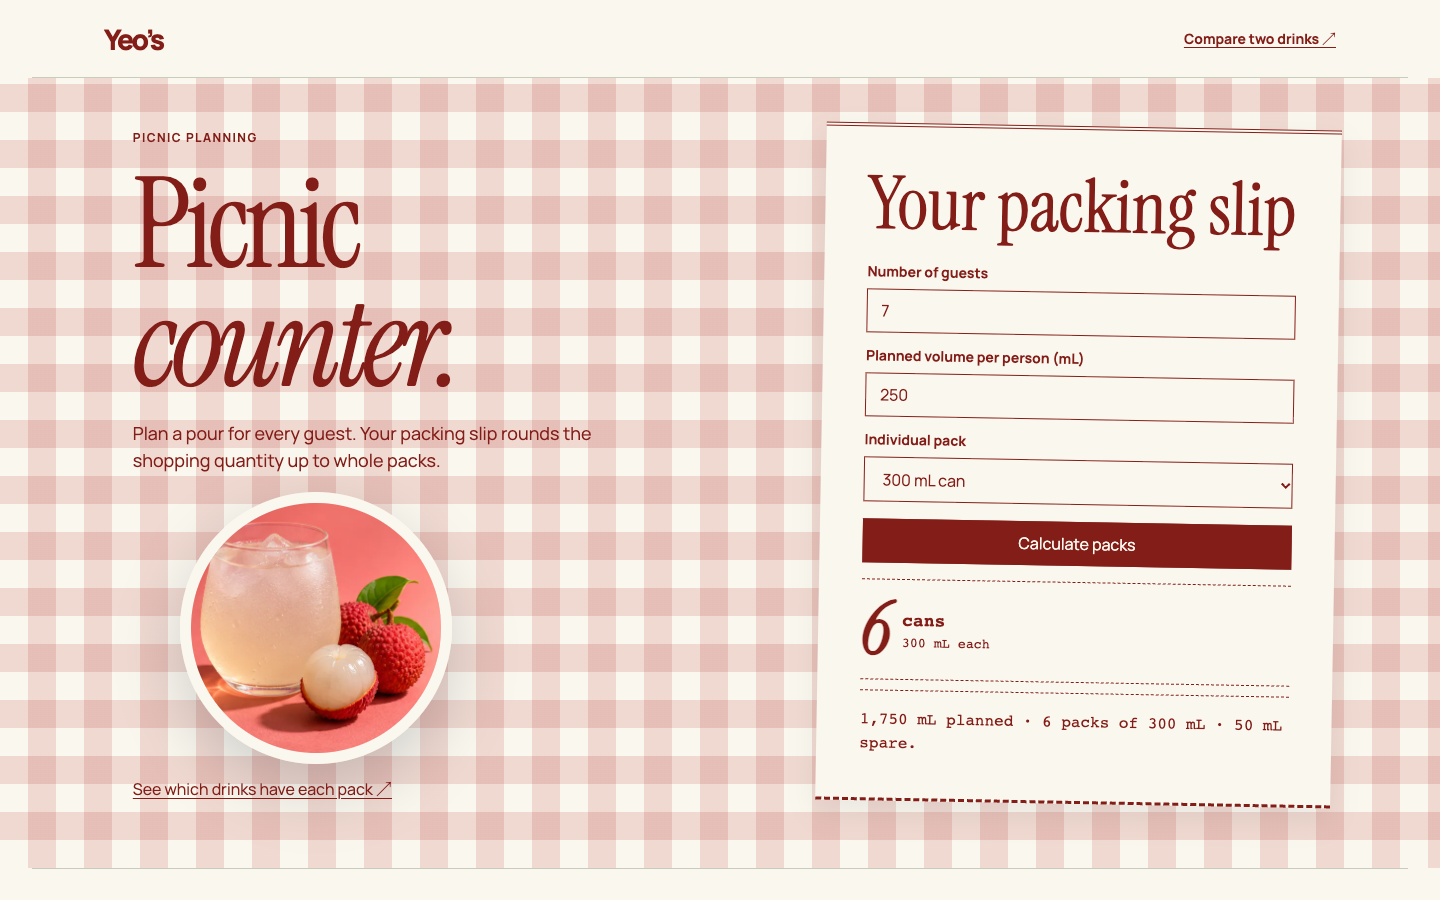 Yeo's
Compare two drinks ↗
PICNIC PLANNING
Picnic
counter.
Plan a pour for every guest. Your packing slip rounds the
shopping quantity up to whole packs.
See which drinks have each pack ↗
Your packing slip
Number of guests
7
Planned volume per person (mL)
250
Individual pack
300 mL can
Calculate packs
6 cans
300 mL each
1,750 mL planned · 6 packs of 300 mL · 50 mL
spare.